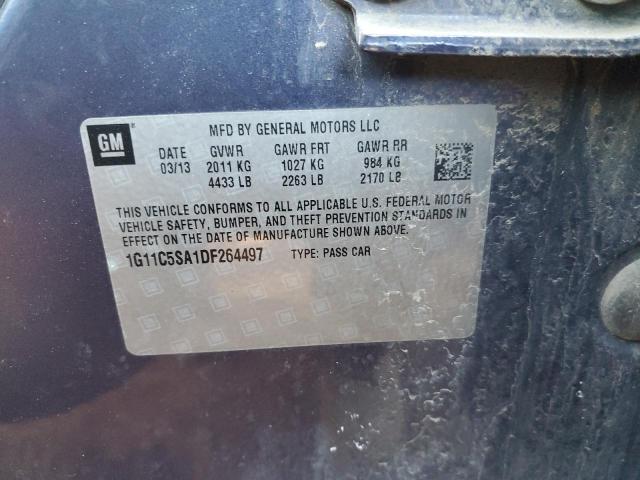 GM
MFD BY GENERAL MOTORS LLC
DATE GVWR GAWR FRT GAWR RR
03/13 2011 KG 1027 KG 984 KG
4433 LB 2263 LB 2170 LB
THIS VEHICLE CONFORMS TO ALL APPLICABLE U.S. FEDERAL MOTOR
VEHICLE SAFETY, BUMPER, AND THEFT PREVENTION STANDARDS IN
EFFECT ON THE DATE OF MANUFACTURE SHOWN ABOVE.
1G11C5SA1DF264497 TYPE: PASS CAR